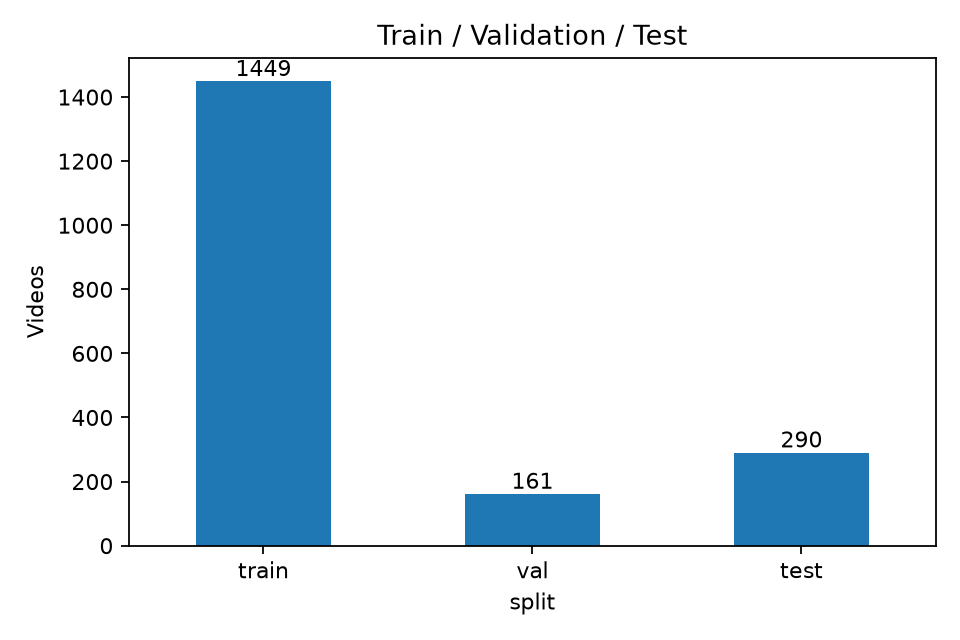 Train / Validation / Test
1449
1400
1200
1000
800
600
400
200
0
Videos
161
290
train
val
test
split